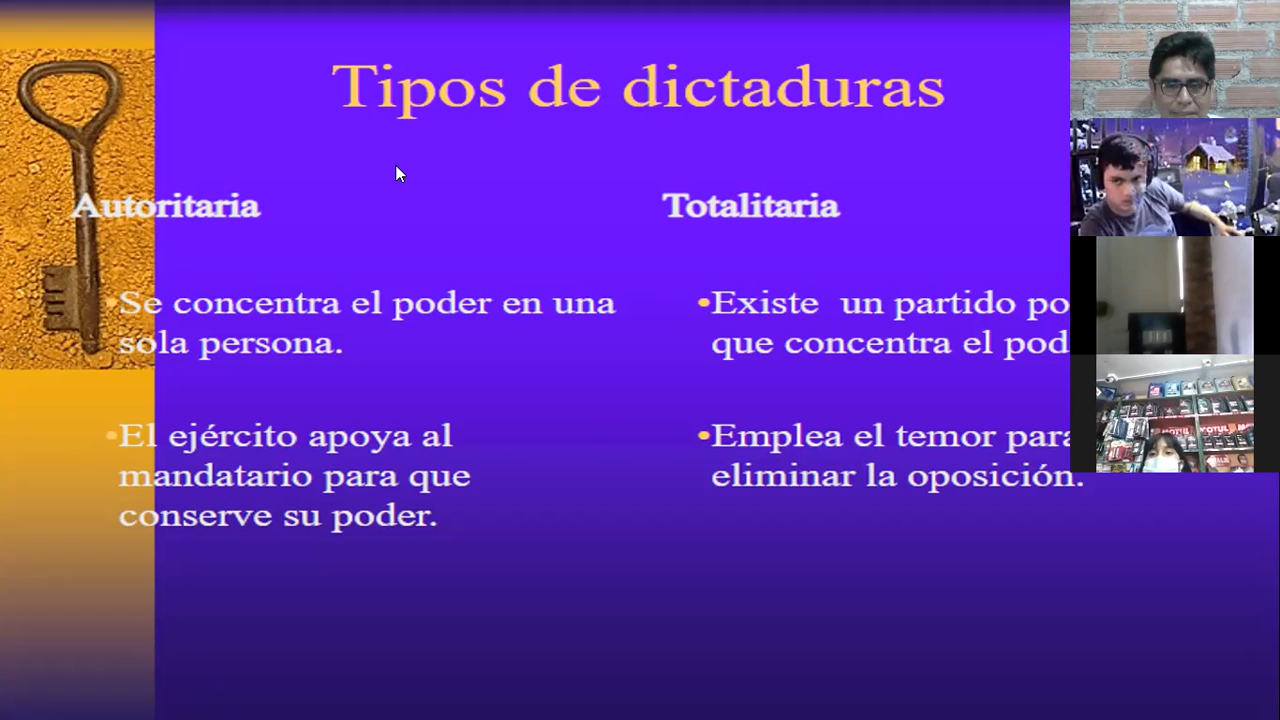 Tipos de dictaduras
Autoritaria
•Se concentra el poder en una
sola persona.
•El ejército apoya al
mandatario para que
conserve su poder.
Totalitaria
•Existe un partido po
que concentra el pod
•Emplea el temor para
eliminar la oposición.
MOTUL